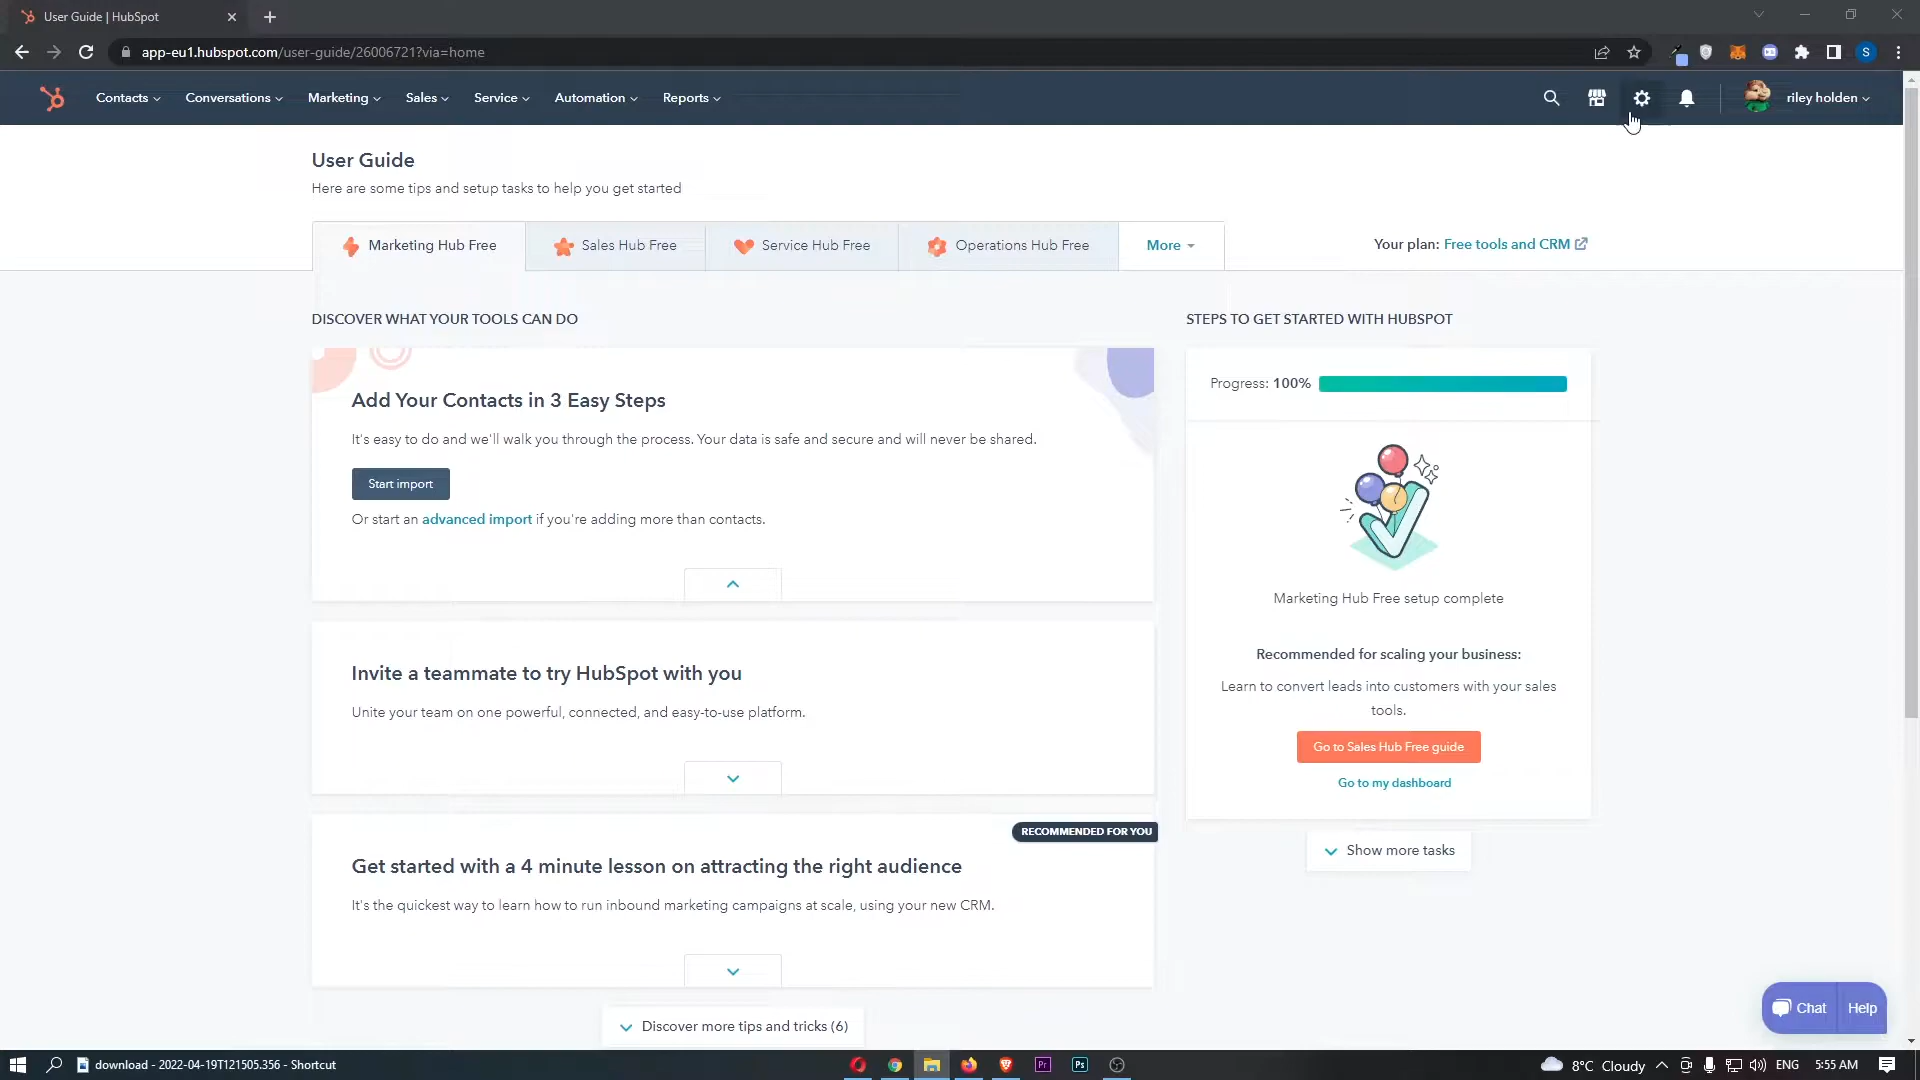 User Guide | HubSpot
app-eu1.hubspot.com/user-guide/26006721?via=home
S
Contacts
Conversations
Marketing
Sales
Service
Automation
Reports
riley holden
User Guide
Here are some tips and setup tasks to help you get started
Marketing Hub Free
Sales Hub Free
Service Hub Free
Operations Hub Free
More
Your plan: Free tools and CRM
DISCOVER WHAT YOUR TOOLS CAN DO
Add Your Contacts in 3 Easy Steps
It's easy to do and we'll walk you through the process. Your data is safe and secure and will never be shared.
Start import
Or start an advanced import if you're adding more than contacts.
Invite a teammate to try HubSpot with you
Unite your team on one powerful, connected, and easy-to-use platform.
RECOMMENDED FOR YOU
Get started with a 4 minute lesson on attracting the right audience
It's the quickest way to learn how to run inbound marketing campaigns at scale, using your new CRM.
Discover more tips and tricks (6)
STEPS TO GET STARTED WITH HUBSPOT
Progress: 100%
Marketing Hub Free setup complete
Recommended for scaling your business:
Learn to convert leads into customers with your sales
tools.
Go to Sales Hub Free guide
Go to my dashboard
Show more tasks
Chat
Help
download - 2022-04-19T121505.356 - Shortcut
Pr
Ps
8°C Cloudy
ENG
5:55 AM